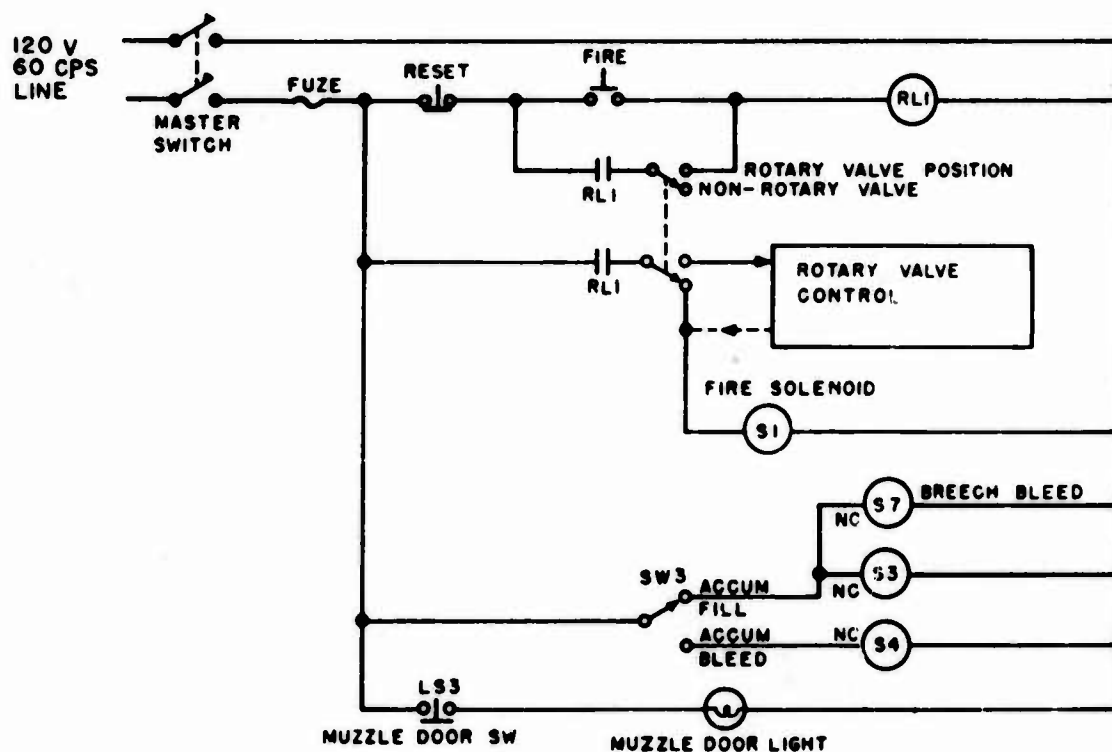 120 V
60 CPS
LINE
MASTER
SWITCH
FUZE
RESET
FIRE
RL1
RL1
ROTARY VALVE POSITION
NON-ROTARY VALVE
RL1
ROTARY VALVE
CONTROL
FIRE SOLENOID
S1
NC
S7
BREECH BLEED
SW3
ACCUM
FILL
NC
S3
ACCUM
BLEED
NC
S4
LS3
MUZZLE DOOR SW
MUZZLE DOOR LIGHT